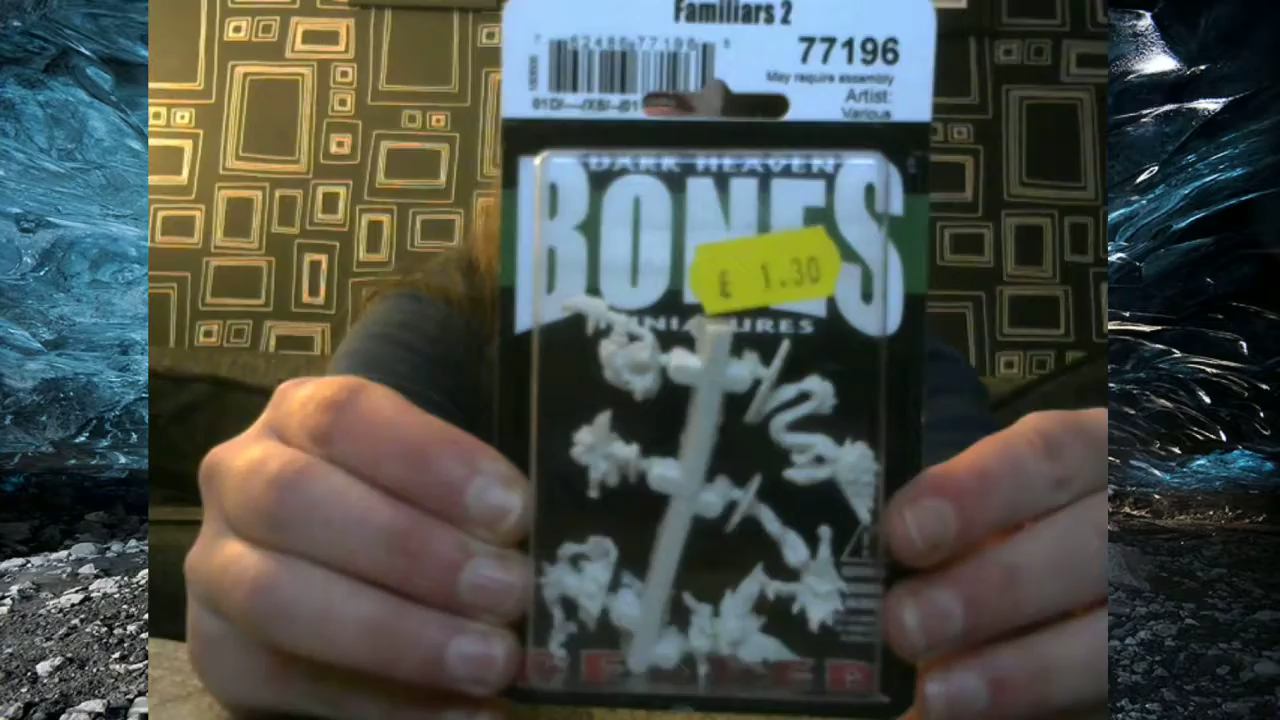 Familiars 2
77196
May require assembly
Artist:
Various
DARK HEAVEN
BONES
£ 1.30
MINIATURES